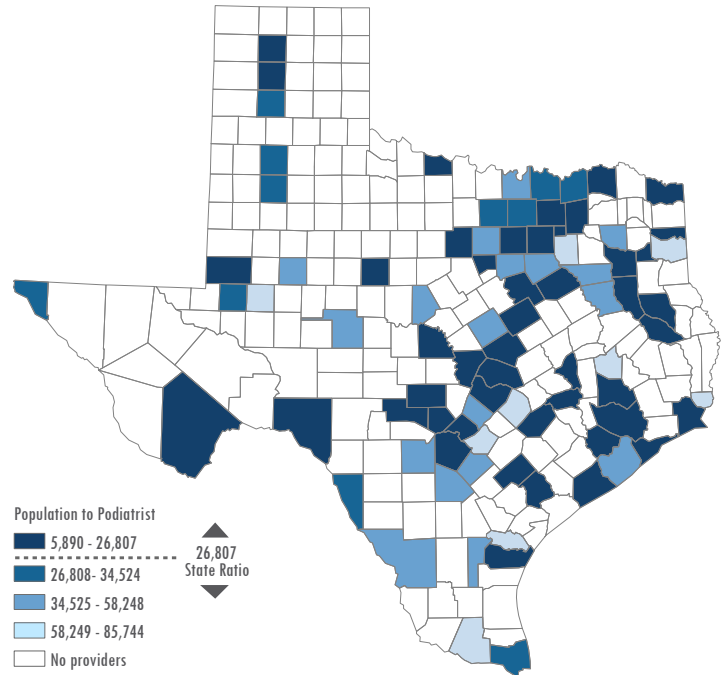 Population to Podiatrist
5,890 - 26,807
26,808- 34,524
34,525 - 58,248
58,249 - 85,744
No providers
26,807
State Ratio